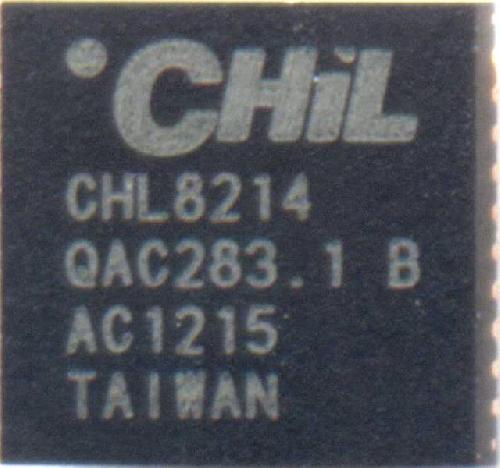 CHiL
CHL8214
QAC283.1 B
AC1215
TAIWAN